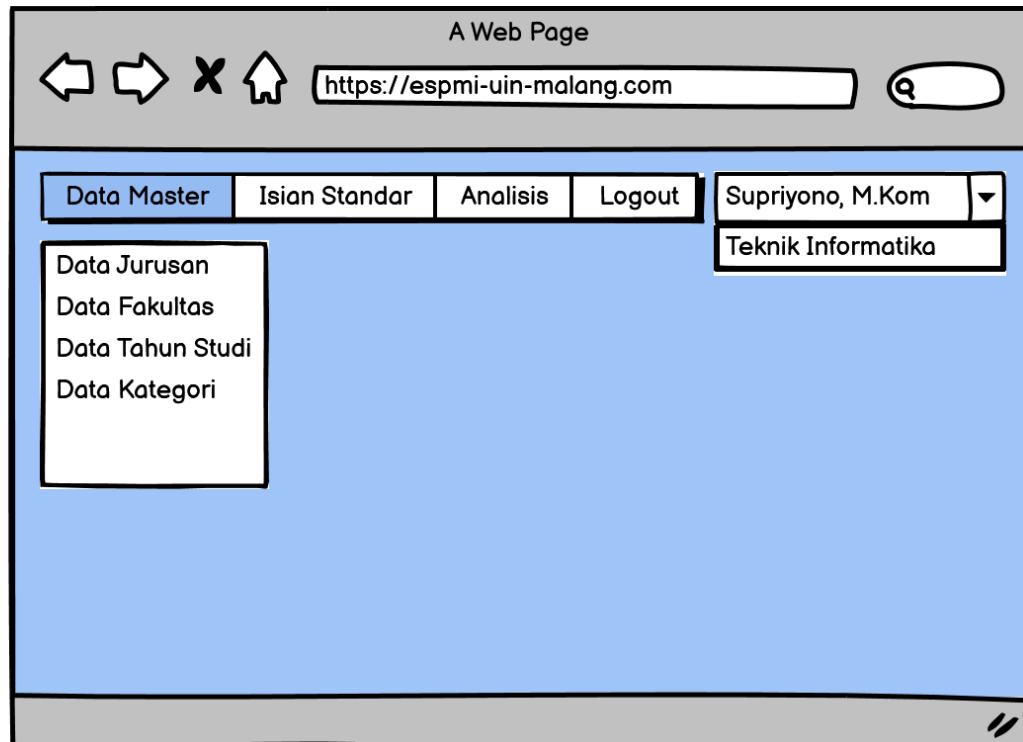 A Web Page
https://espmi-uin-malang.com
Data Master Isian Standar Analisis Logout Supriyono, M.Kom
Teknik Informatika
Data Jurusan
Data Fakultas
Data Tahun Studi
Data Kategori